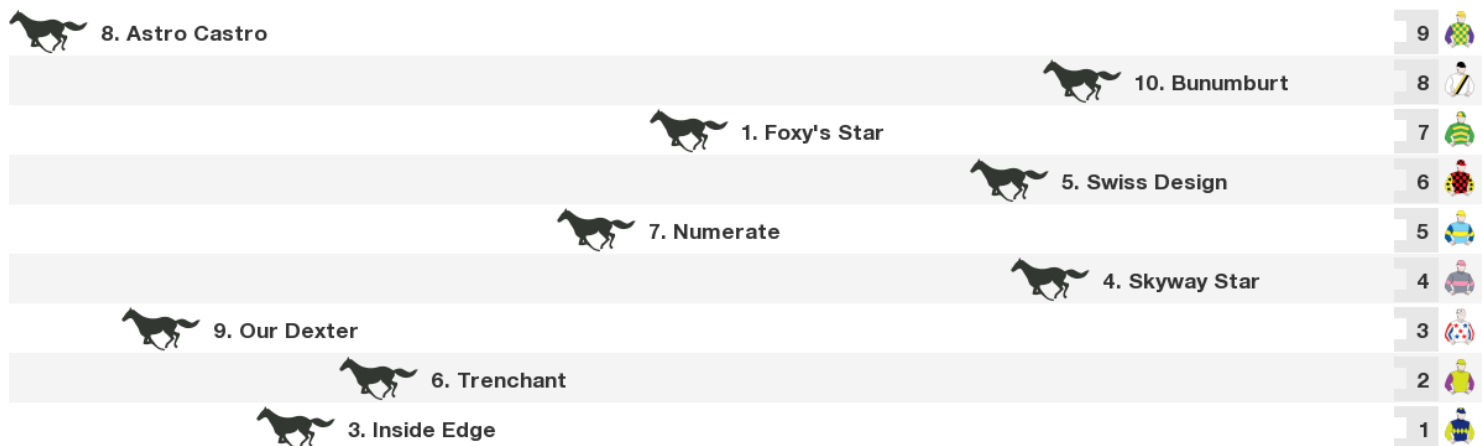 8. Astro Castro 9
10. Bunumburt 8
1. Foxy's Star 7
5. Swiss Design 6
7. Numerate 5
4. Skyway Star 4
9. Our Dexter 3
6. Trenchant 2
3. Inside Edge 1